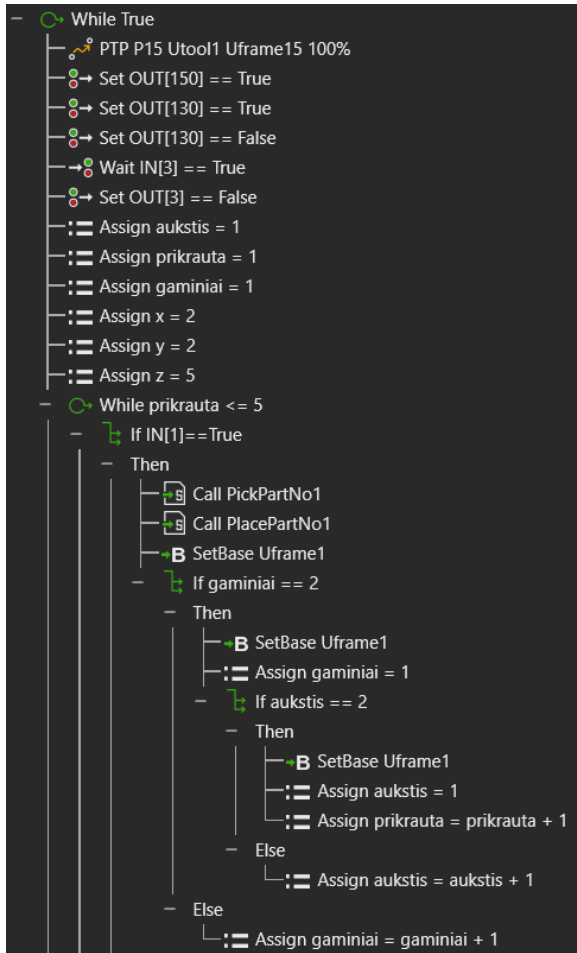 While True
PTP P15 Utool1 Uframe15 100%
Set OUT[150] == True
Set OUT[130] == True
Set OUT[130] == False
Wait IN[3] == True
Set OUT[3] == False
Assign aukstis = 1
Assign prikrauta = 1
Assign gaminiai = 1
Assign x = 2
Assign y = 2
Assign z = 5
While prikrauta <= 5
If IN[1]==True
Then
S Call PickPartNo1
S Call PlacePartNo1
B SetBase Uframe1
If gaminiai == 2
Then
B SetBase Uframe1
Assign gaminiai = 1
If aukstis == 2
Then
B SetBase Uframe1
Assign aukstis = 1
Assign prikrauta = prikrauta + 1
Else
Assign aukstis = aukstis + 1
Else
Assign gaminiai = gaminiai + 1